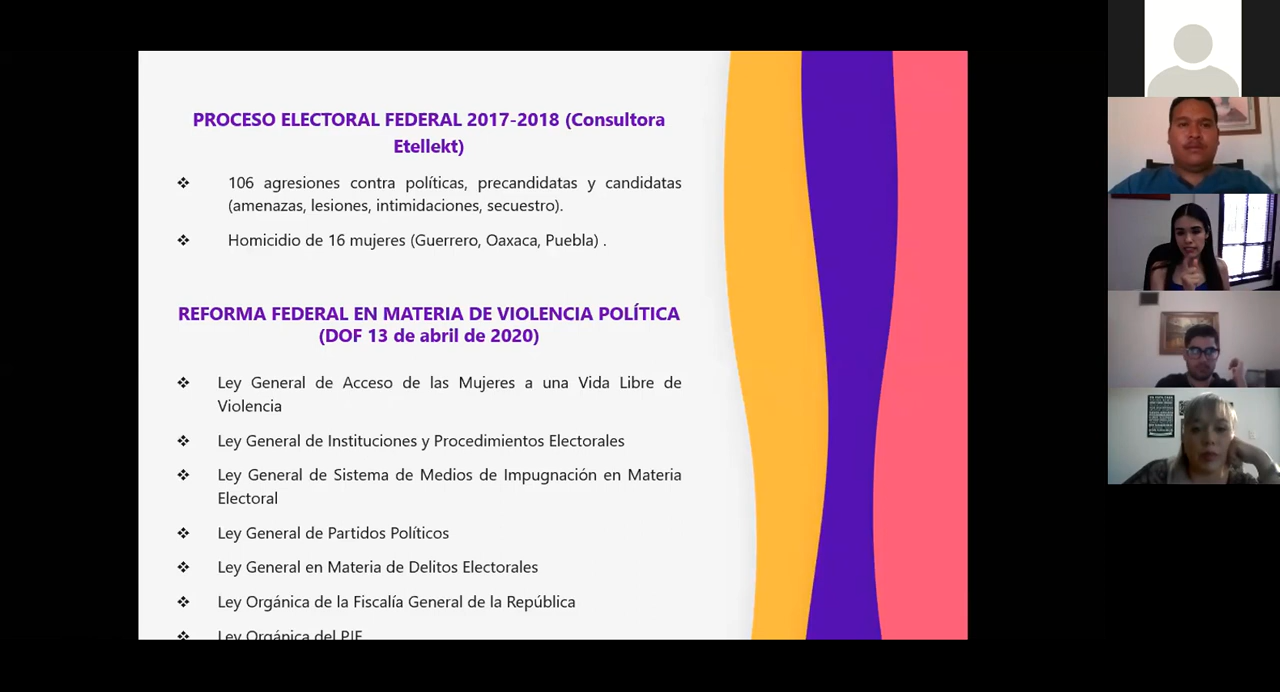 PROCESO ELECTORAL FEDERAL 2017-2018 (Consultora
Etellekt)
❖ 106 agresiones contra políticas, precandidatas y candidatas
(amenazas, lesiones, intimidaciones, secuestro).
❖ Homicidio de 16 mujeres (Guerrero, Oaxaca, Puebla) .
REFORMA FEDERAL EN MATERIA DE VIOLENCIA POLÍTICA
(DOF 13 de abril de 2020)
❖ Ley General de Acceso de las Mujeres a una Vida Libre de
Violencia
❖ Ley General de Instituciones y Procedimientos Electorales
❖ Ley General de Sistema de Medios de Impugnación en Materia
Electoral
❖ Ley General de Partidos Políticos
❖ Ley General en Materia de Delitos Electorales
❖ Ley Orgánica de la Fiscalía General de la República
❖ Ley Orgánica del PJF